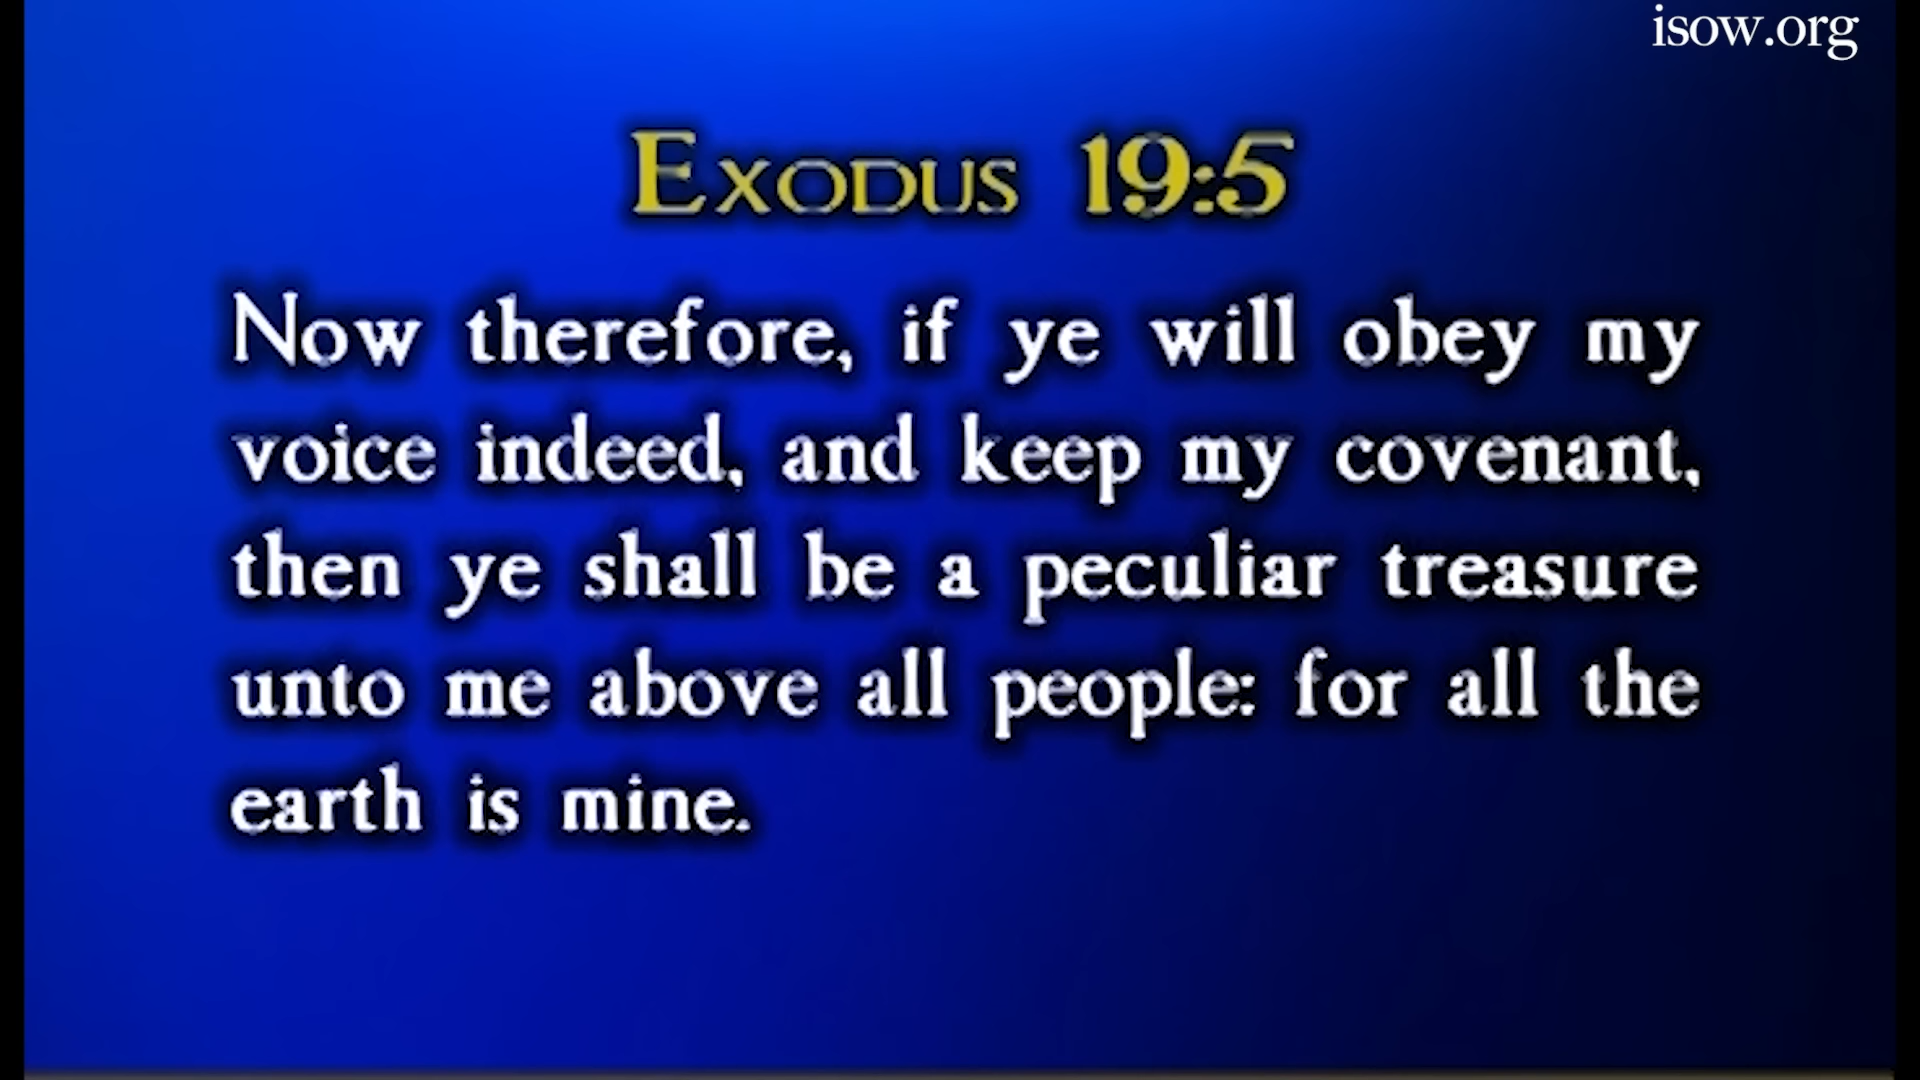 isow.org
Exodus 19:5
Now therefore, if ye will obey my
voice indeed, and keep my covenant,
then ye shall be a peculiar treasure
unto me above all people: for all the
earth is mine.